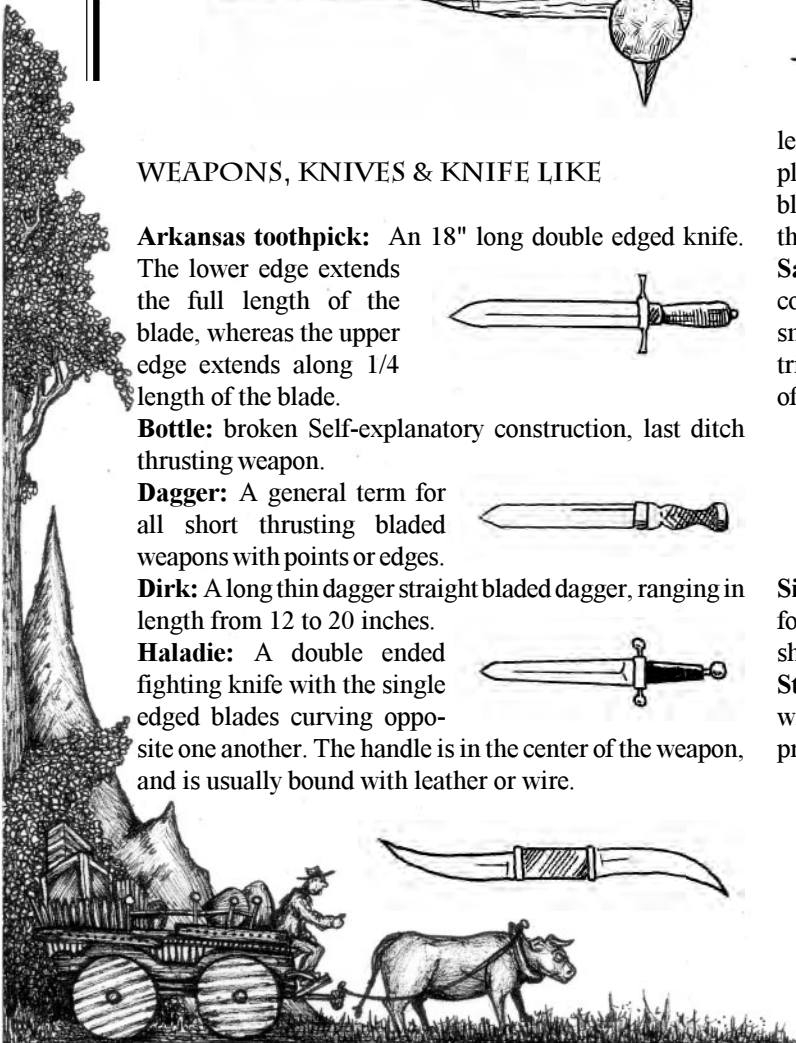 WEAPONS, KNIVES & KNIFE LIKE
Arkansas toothpick: An 18" long double edged knife.
The lower edge extends
the full length of the
blade, whereas the upper
edge extends along 1/4
length of the blade.
Bottle: broken Self-explanatory construction, last ditch
thrusting weapon.
Dagger: A general term for
all short thrusting bladed
weapons with points or edges.
Dirk: A long thin dagger straight bladed dagger, ranging in
length from 12 to 20 inches.
Haladie: A double ended
fighting knife with the single
edged blades curving oppo-
site one another. The handle is in the center of the weapon,
and is usually bound with leather or wire.